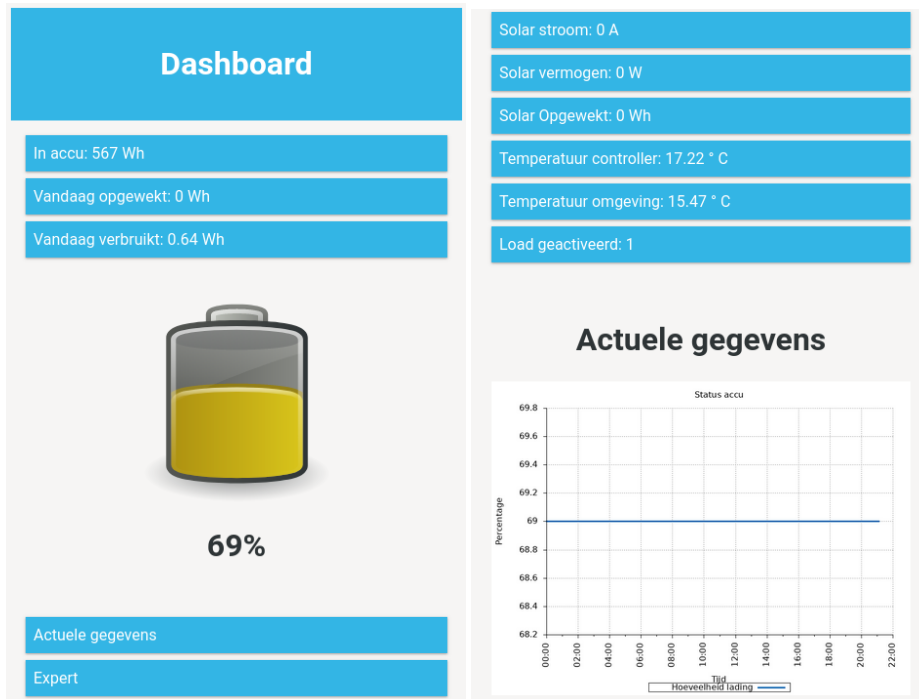 Dashboard
In accu: 567 Wh
Vandaag opgewekt: 0 Wh
Vandaag verbruikt: 0.64 Wh
69%
Actuele gegevens
Expert
Solar stroom: 0 A
Solar vermogen: 0 W
Solar Opgewekt: 0 Wh
Temperatuur controller: 17.22 ° C
Temperatuur omgeving: 15.47 ° C
Load geactiveerd: 1
Actuele gegevens
Status accu
Percentage
69.8
69.6
69.4
69.2
69
68.8
68.6
68.4
68.2
00:00
02:00
04:00
06:00
08:00
10:00
12:00
14:00
16:00
18:00
20:00
22:00
Tijd
Hoeveelheid lading